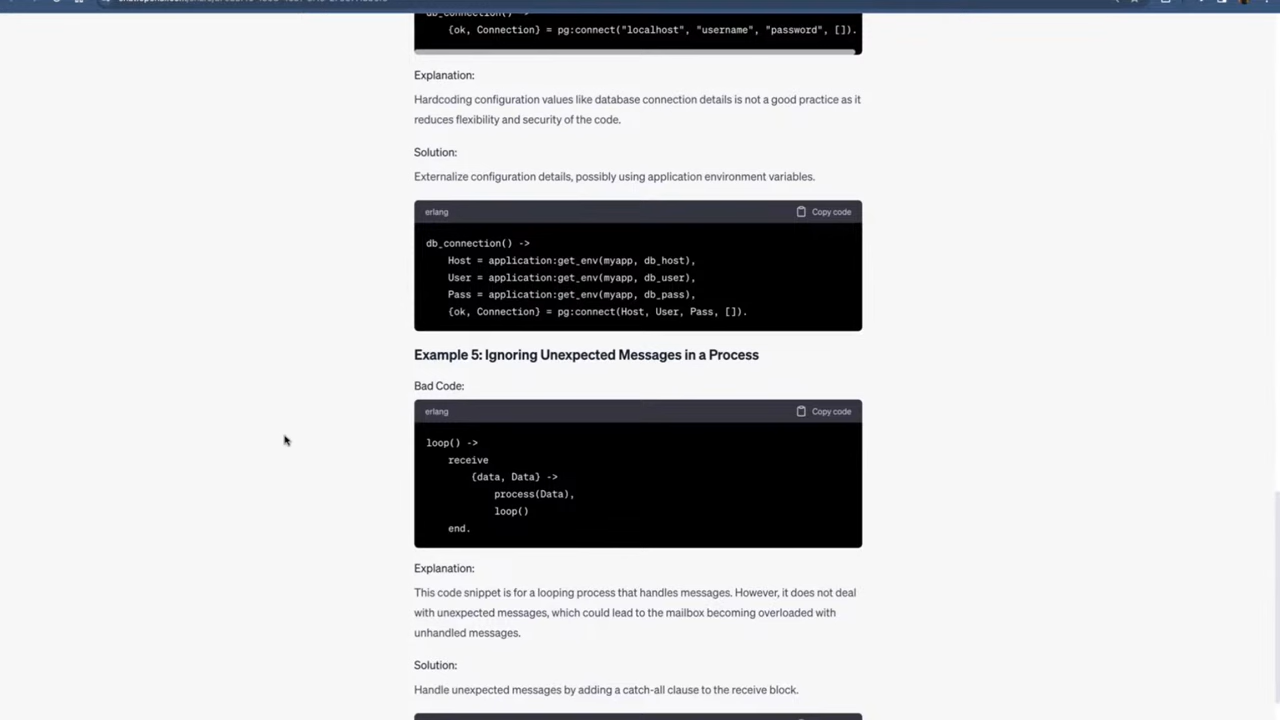 db_connection() ->
{ok, Connection} = pg:connect("localhost", "username", "password", []).
Explanation:
Hardcoding configuration values like database connection details is not a good practice as it
reduces flexibility and security of the code.
Solution:
Externalize configuration details, possibly using application environment variables.
erlang Copy code
db_connection() ->
Host = application:get_env(myapp, db_host),
User = application:get_env(myapp, db_user),
Pass = application:get_env(myapp, db_pass),
{ok, Connection} = pg:connect(Host, User, Pass, []).
Example 5: Ignoring Unexpected Messages in a Process
Bad Code:
erlang Copy code
loop() ->
receive
{data, Data} ->
process(Data),
loop()
end.
Explanation:
This code snippet is for a looping process that handles messages. However, it does not deal
with unexpected messages, which could lead to the mailbox becoming overloaded with
unhandled messages.
Solution:
Handle unexpected messages by adding a catch-all clause to the receive block.